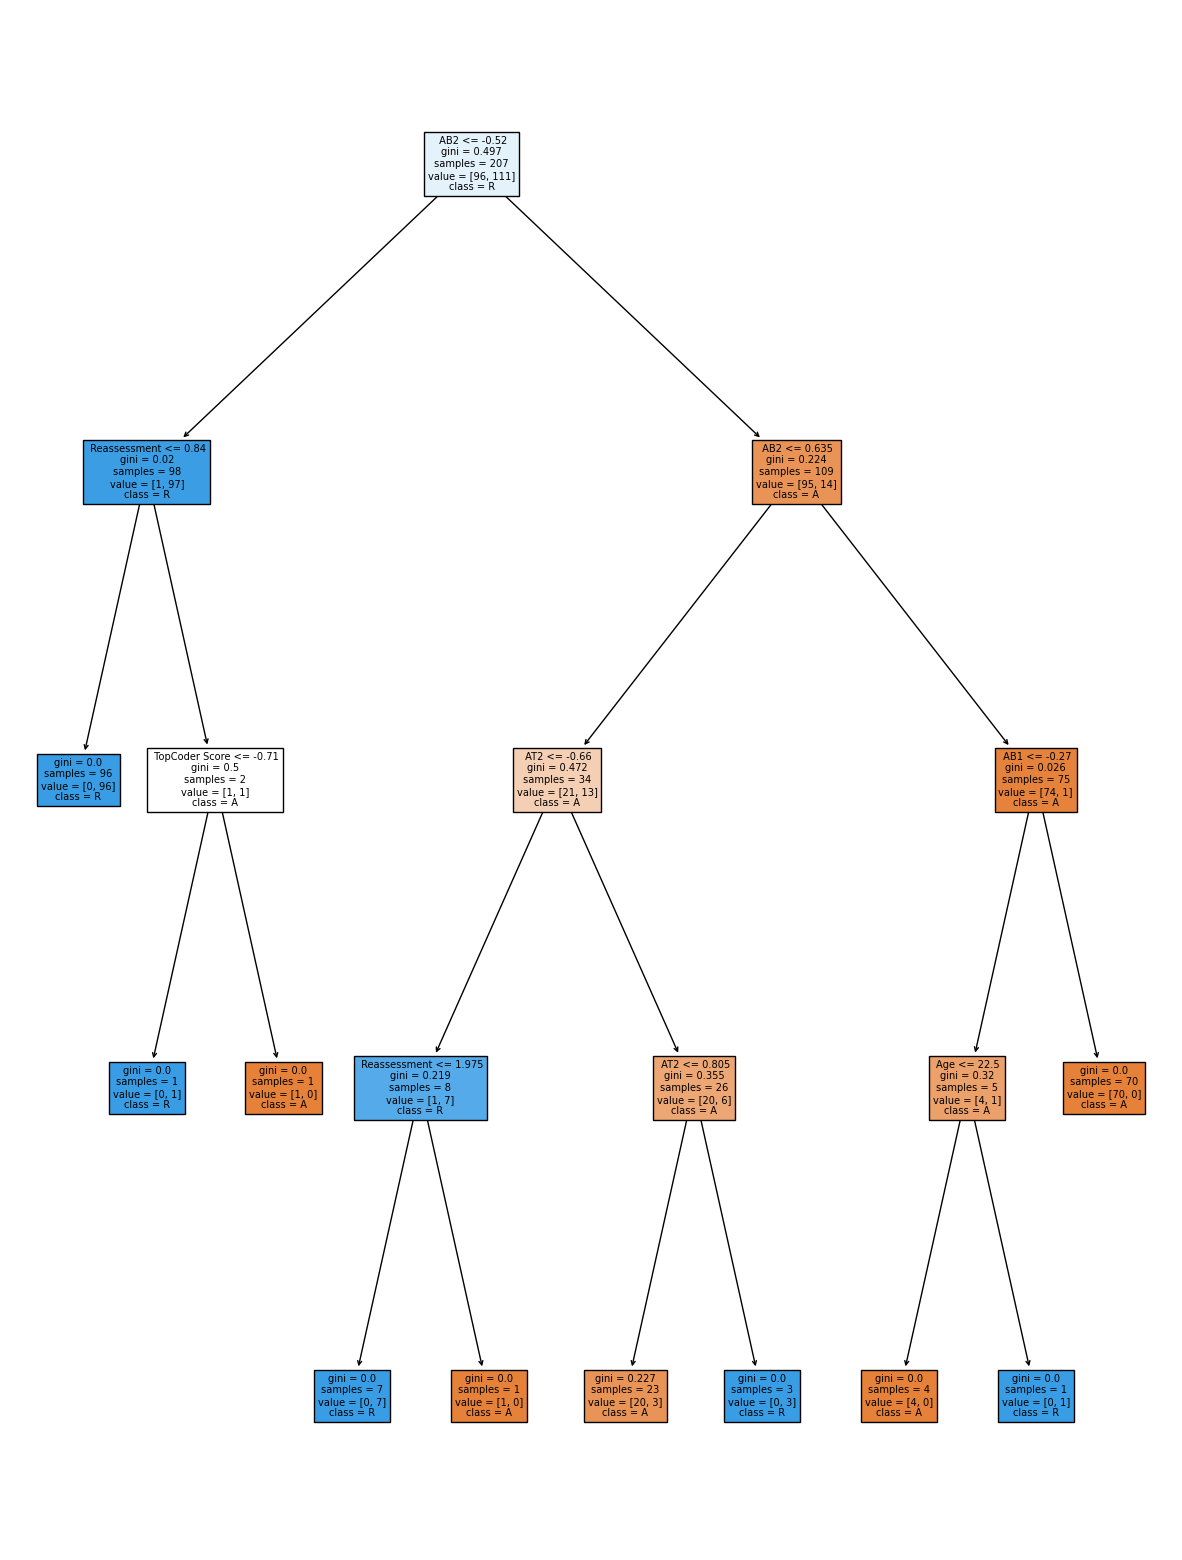 AB2 <= -0.52
gini = 0.497
samples = 207
value = [96, 111]
class = R
Reassessment <= 0.84
gini = 0.02
samples = 98
value = [1, 97]
class = R
AB2 <= 0.635
gini = 0.224
samples = 109
value = [95, 14]
class = A
gini = 0.0
samples = 96
value = [0, 96]
class = R
TopCoder Score <= -0.71
gini = 0.5
samples = 2
value = [1, 1]
class = A
AT2 <= -0.66
gini = 0.472
samples = 34
value = [21, 13]
class = A
AB1 <= -0.27
gini = 0.026
samples = 75
value = [74, 1]
class = A
gini = 0.0
samples = 1
value = [0, 1]
class = R
gini = 0.0
samples = 1
value = [1, 0]
class = A
Reassessment <= 1.975
gini = 0.219
samples = 8
value = [1, 7]
class = R
AT2 <= 0.805
gini = 0.355
samples = 26
value = [20, 6]
class = A
Age <= 22.5
gini = 0.32
samples = 5
value = [4, 1]
class = A
gini = 0.0
samples = 70
value = [70, 0]
class = A
gini = 0.0
samples = 7
value = [0, 7]
class = R
gini = 0.0
samples = 1
value = [1, 0]
class = A
gini = 0.227
samples = 23
value = [20, 3]
class = A
gini = 0.0
samples = 3
value = [0, 3]
class = R
gini = 0.0
samples = 4
value = [4, 0]
class = A
gini = 0.0
samples = 1
value = [0, 1]
class = R